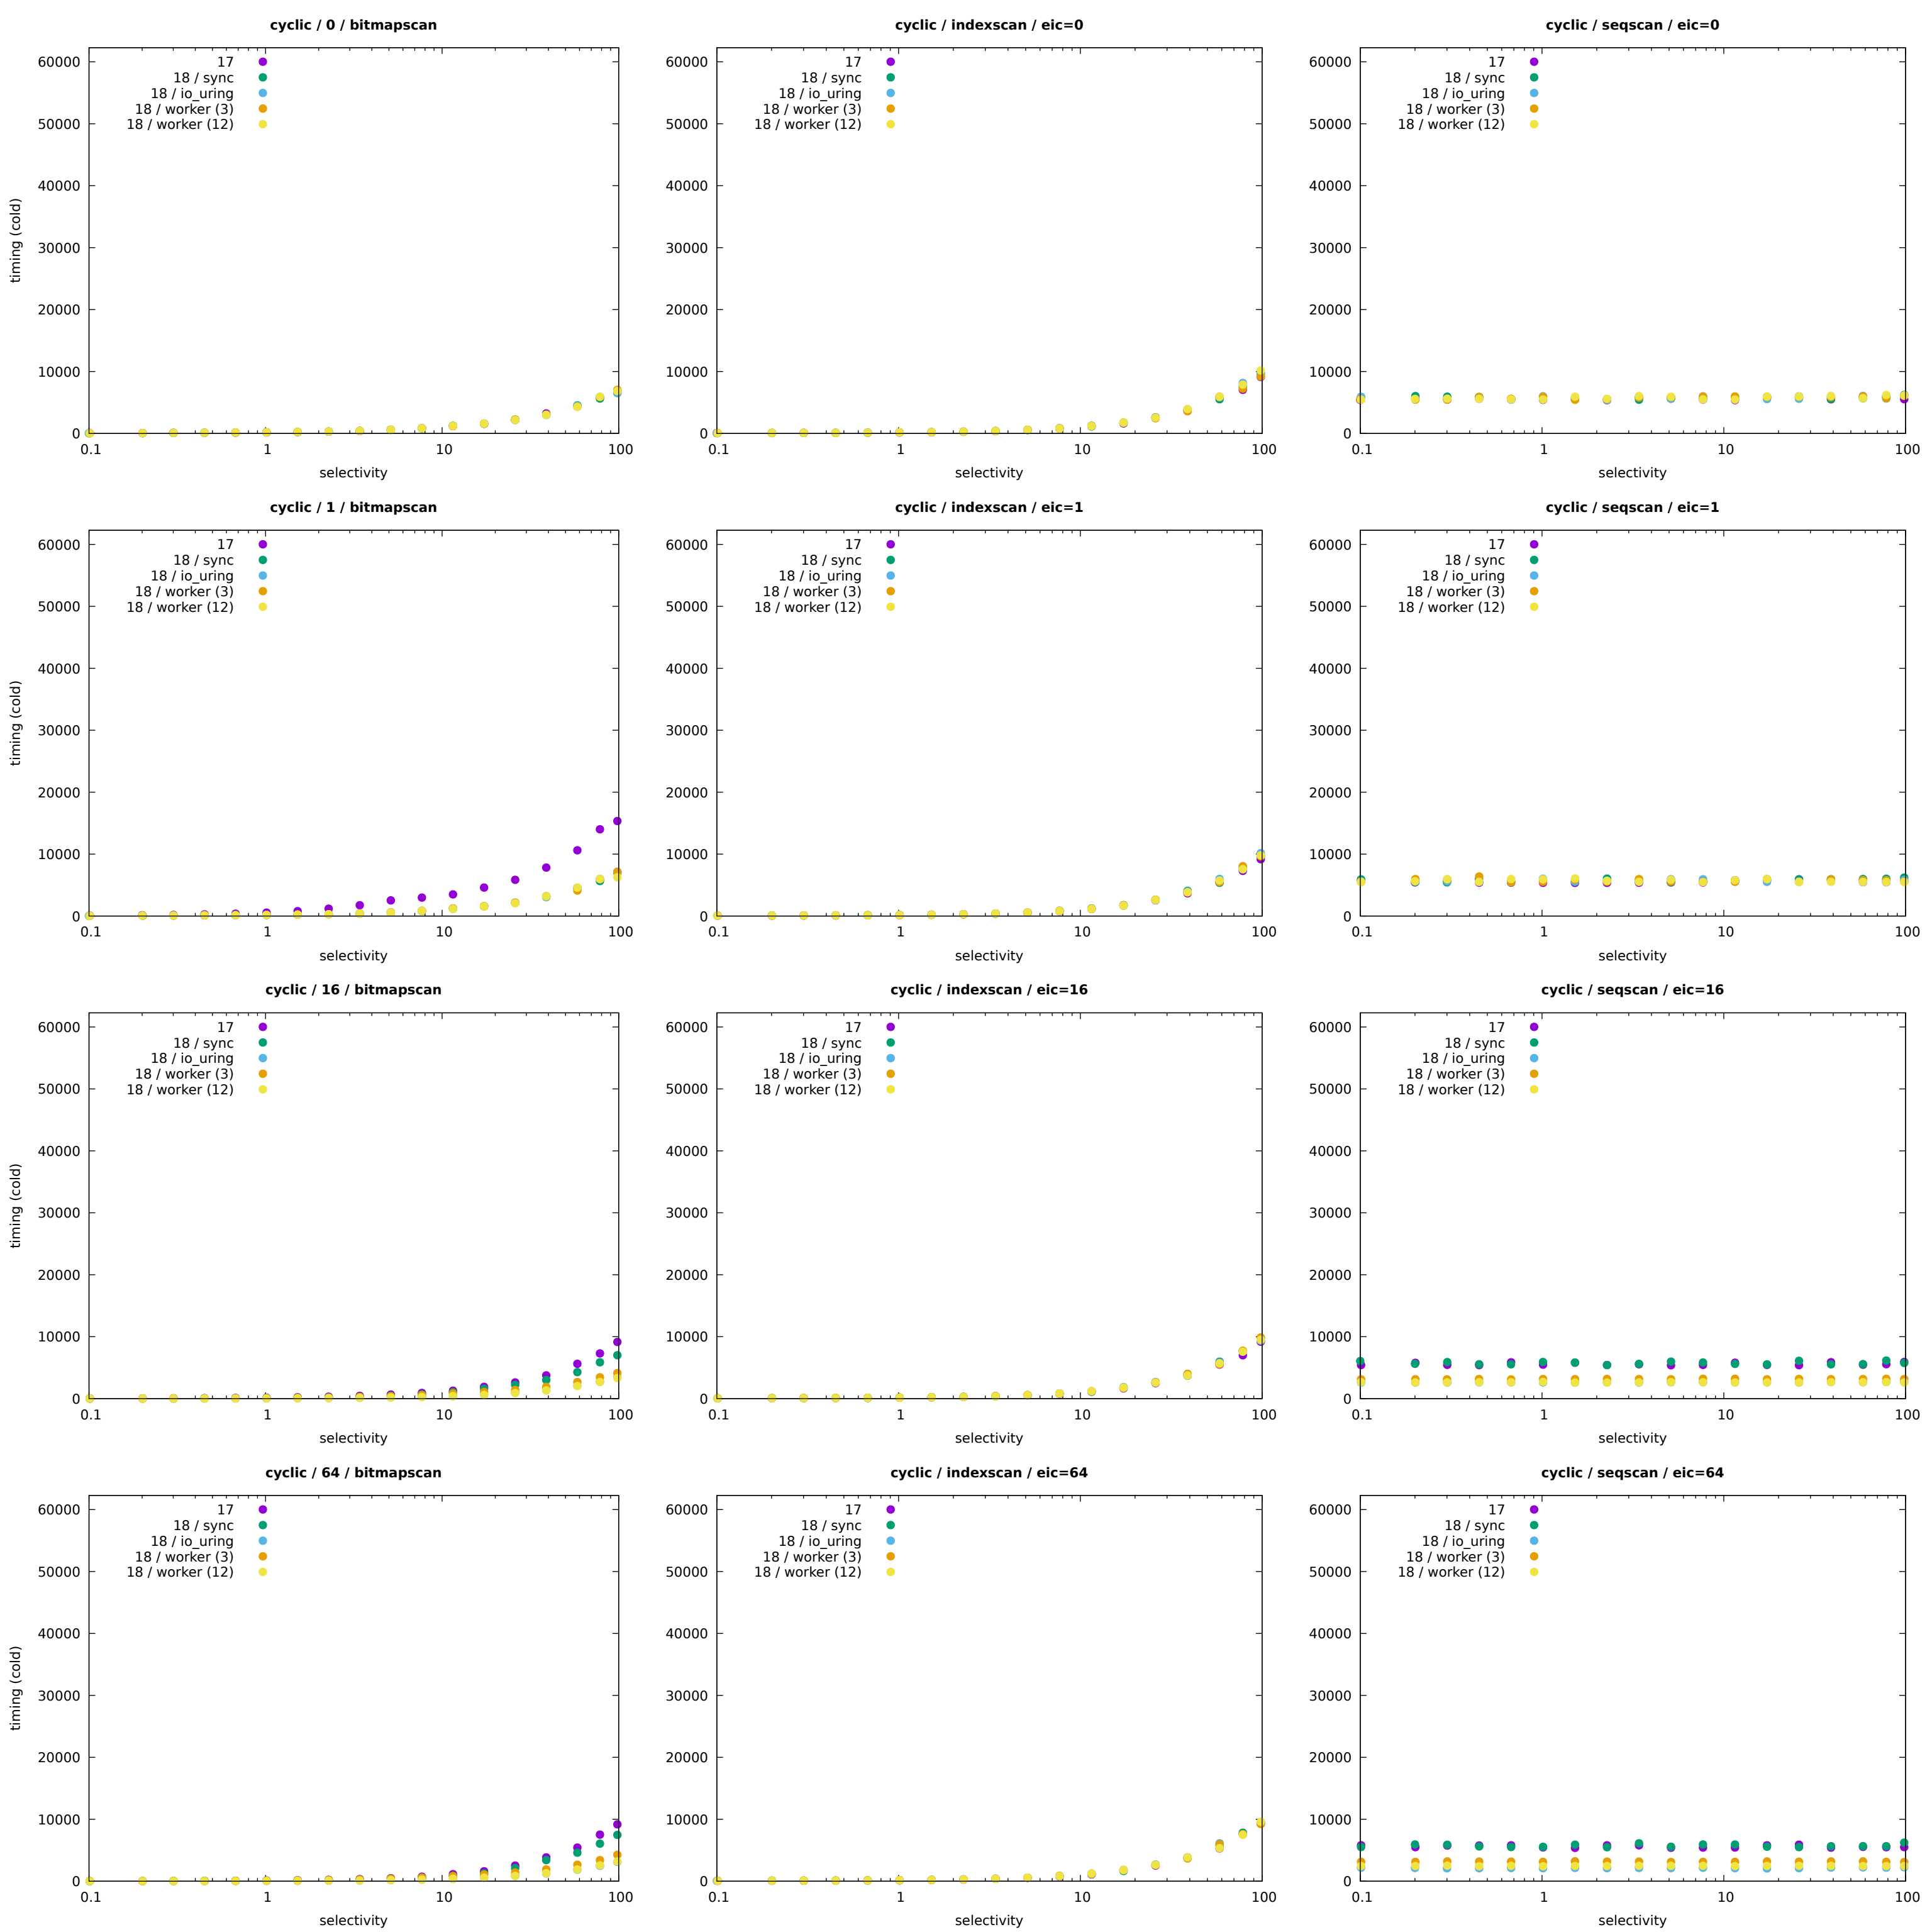 cyclic / 0 / bitmapscan
timing (cold)
60000
50000
40000
30000
20000
10000
0
17
18 / sync
18 / io_uring
18 / worker (3)
18 / worker (12)
0.1 1 10 100
selectivity
cyclic / indexscan / eic=0
60000
50000
40000
30000
20000
10000
0
17
18 / sync
18 / io_uring
18 / worker (3)
18 / worker (12)
0.1 1 10 100
selectivity
cyclic / seqscan / eic=0
60000
50000
40000
30000
20000
10000
0
17
18 / sync
18 / io_uring
18 / worker (3)
18 / worker (12)
0.1 1 10 100
selectivity
cyclic / 1 / bitmapscan
timing (cold)
60000
50000
40000
30000
20000
10000
0
17
18 / sync
18 / io_uring
18 / worker (3)
18 / worker (12)
0.1 1 10 100
selectivity
cyclic / indexscan / eic=1
60000
50000
40000
30000
20000
10000
0
17
18 / sync
18 / io_uring
18 / worker (3)
18 / worker (12)
0.1 1 10 100
selectivity
cyclic / seqscan / eic=1
60000
50000
40000
30000
20000
10000
0
17
18 / sync
18 / io_uring
18 / worker (3)
18 / worker (12)
0.1 1 10 100
selectivity
cyclic / 16 / bitmapscan
timing (cold)
60000
50000
40000
30000
20000
10000
0
17
18 / sync
18 / io_uring
18 / worker (3)
18 / worker (12)
0.1 1 10 100
selectivity
cyclic / indexscan / eic=16
60000
50000
40000
30000
20000
10000
0
17
18 / sync
18 / io_uring
18 / worker (3)
18 / worker (12)
0.1 1 10 100
selectivity
cyclic / seqscan / eic=16
60000
50000
40000
30000
20000
10000
0
17
18 / sync
18 / io_uring
18 / worker (3)
18 / worker (12)
0.1 1 10 100
selectivity
cyclic / 64 / bitmapscan
timing (cold)
60000
50000
40000
30000
20000
10000
0
17
18 / sync
18 / io_uring
18 / worker (3)
18 / worker (12)
0.1 1 10 100
selectivity
cyclic / indexscan / eic=64
60000
50000
40000
30000
20000
10000
0
17
18 / sync
18 / io_uring
18 / worker (3)
18 / worker (12)
0.1 1 10 100
selectivity
cyclic / seqscan / eic=64
60000
50000
40000
30000
20000
10000
0
17
18 / sync
18 / io_uring
18 / worker (3)
18 / worker (12)
0.1 1 10 100
selectivity